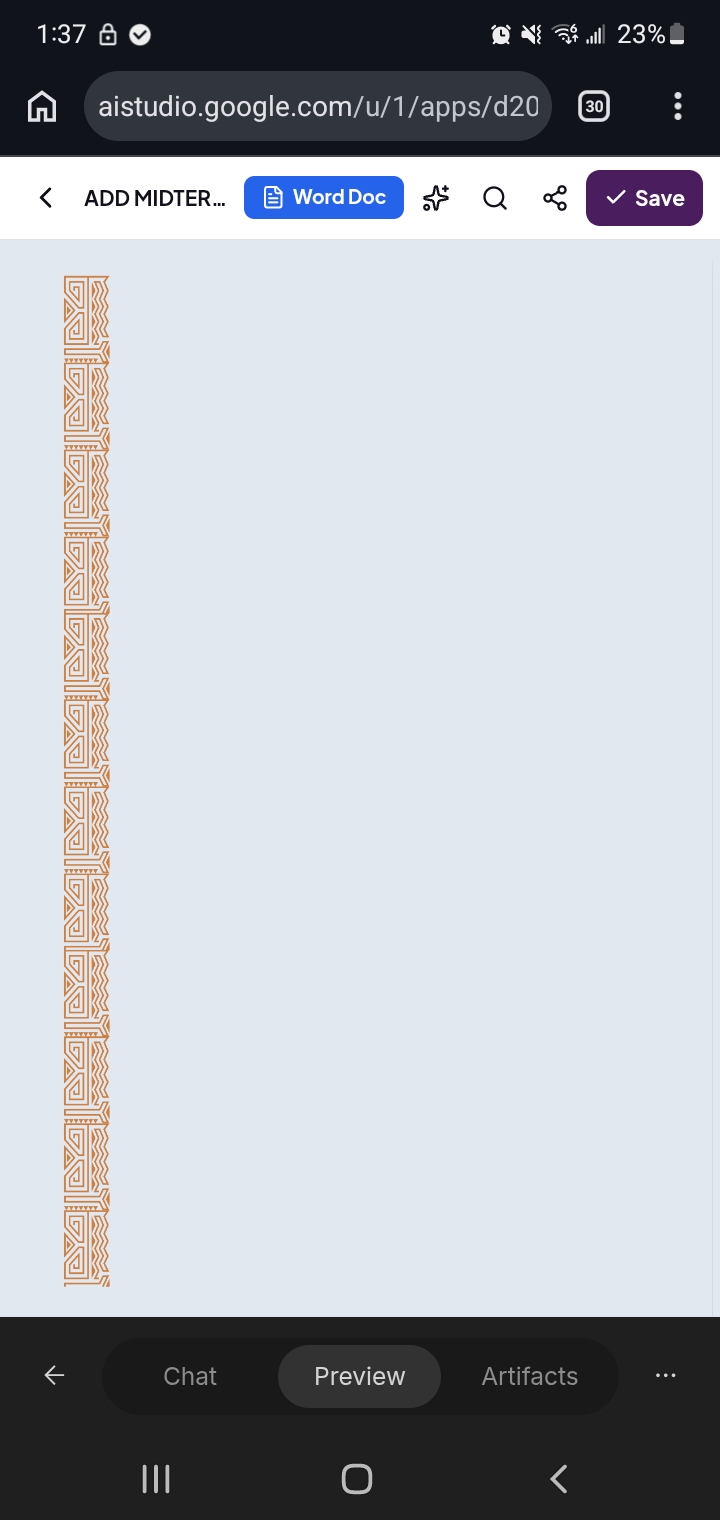 1:37
23%
aistudio.google.com/u/1/apps/d20
30
ADD MIDTER...
Word Doc
Save
Chat
Preview
Artifacts